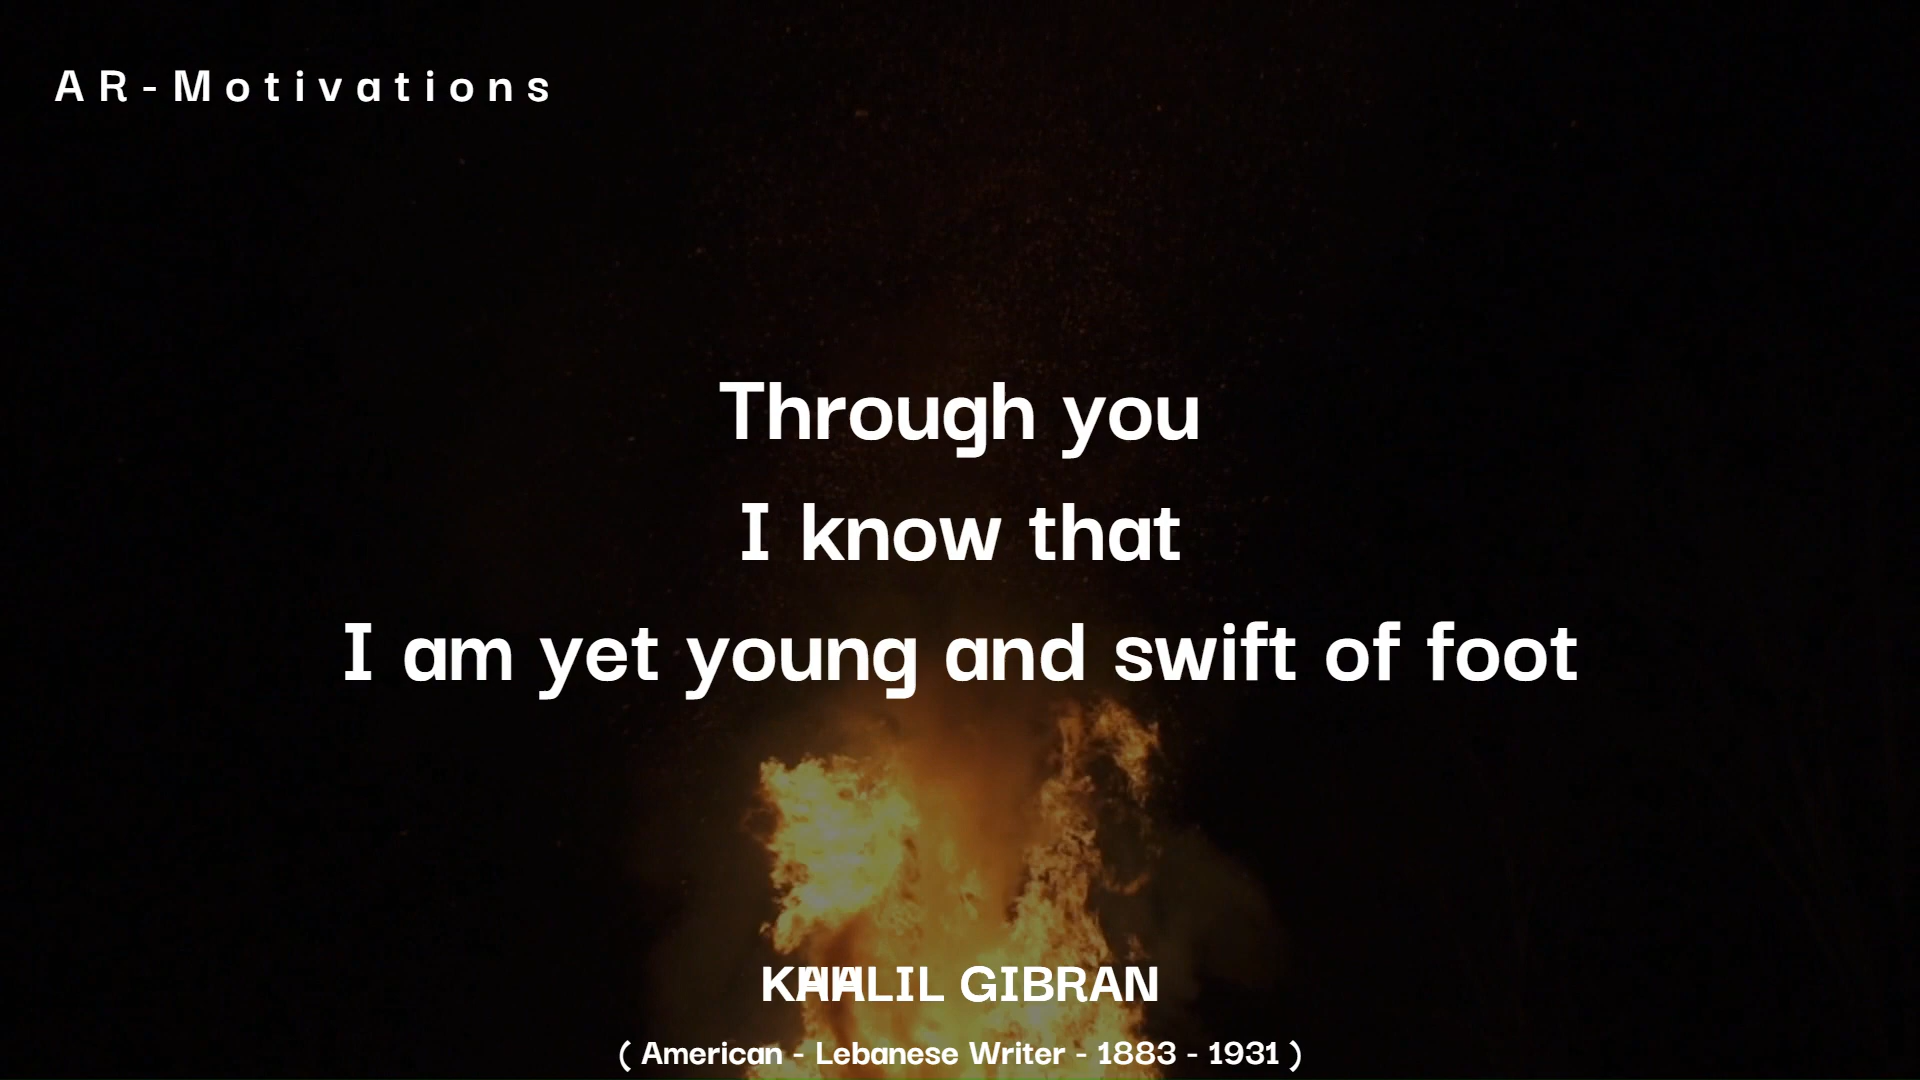 AR-Motivations
Through you
I know that
I am yet young and swift of foot
GIBRAN
( American - Lebanese Writer - 1883 - 1931 )